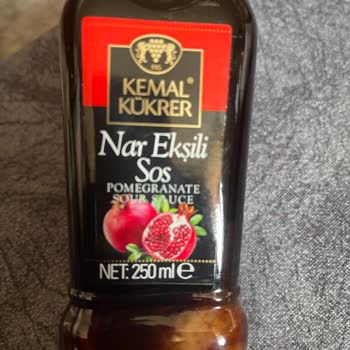 KEMAL®
KÜKRER
Nar Ekşili
Sos
POMEGRANATE
SOUR SAUCE
NET: 250 ml ℮